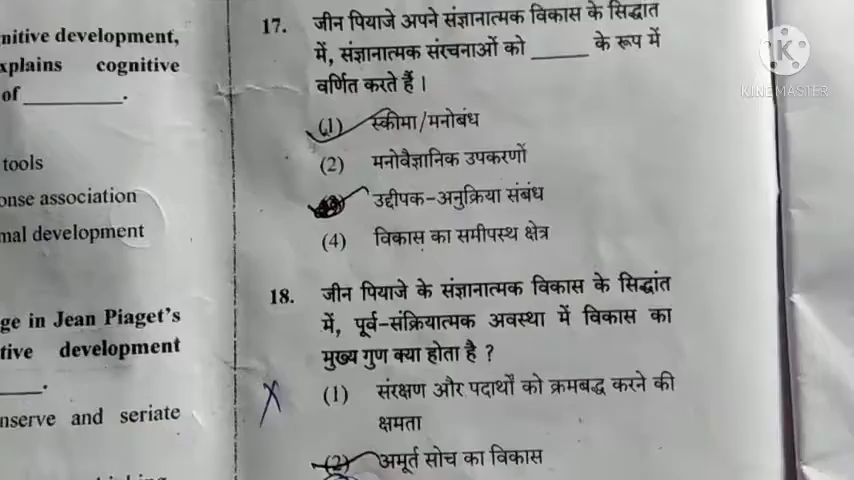 nitive development,
xplains cognitive
of ________.
tools
onse association
mal development
ge in Jean Piaget's
tive development
____.
nserve and seriate
17. जीन पियाजे अपने संज्ञानात्मक विकास के सिद्धांत
में, संज्ञानात्मक संरचनाओं को _____ के रूप में
वर्णित करते हैं।
(1) स्कीमा/मनोबंध
(2) मनोवैज्ञानिक उपकरणों
उद्दीपक-अनुक्रिया संबंध
(4) विकास का समीपस्थ क्षेत्र
18. जीन पियाजे के संज्ञानात्मक विकास के सिद्धांत
में, पूर्व-संक्रियात्मक अवस्था में विकास का
मुख्य गुण क्या होता है ?
(1) संरक्षण और पदार्थों को क्रमबद्ध करने की
क्षमता
(2) अमूर्त सोच का विकास
KINEMASTER